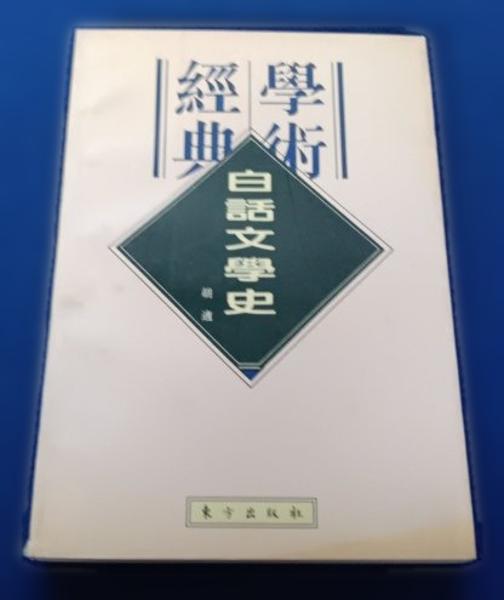 學術
經典
白話文學史
胡適
東方出版社